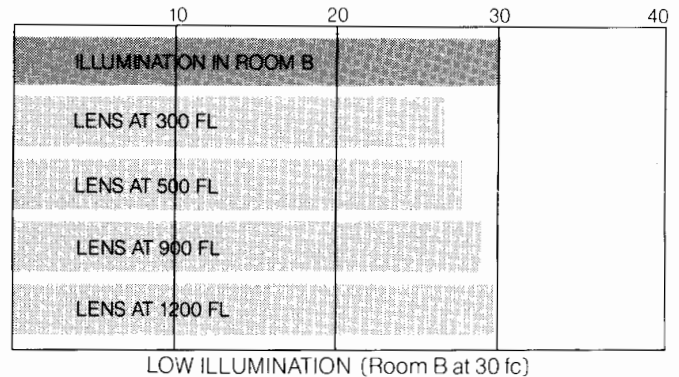 10 20 30 40
ILLUMINATION IN ROOM B
LENS AT 300 FL
LENS AT 500 FL
LENS AT 900 FL
LENS AT 1200 FL
LOW ILLUMINATION (Room B at 30 fc)